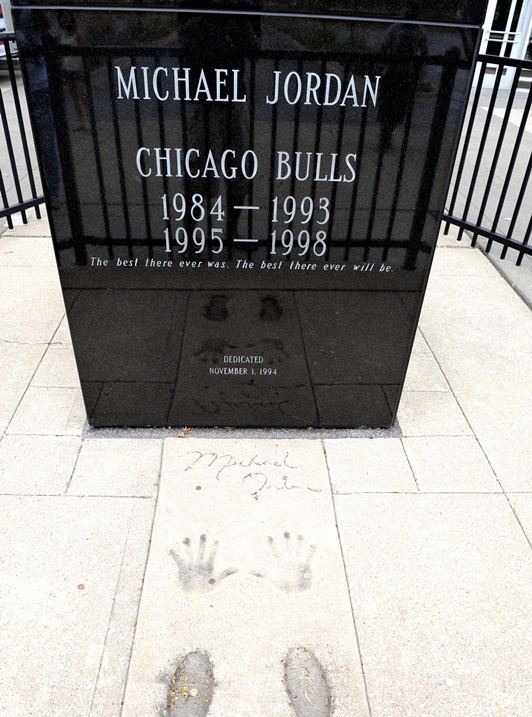 MICHAEL JORDAN
CHICAGO BULLS
1984 — 1993
1995 — 1998
The best there ever was. The best there ever will be.
DEDICATED
NOVEMBER 1, 1994
Michael
Jordan